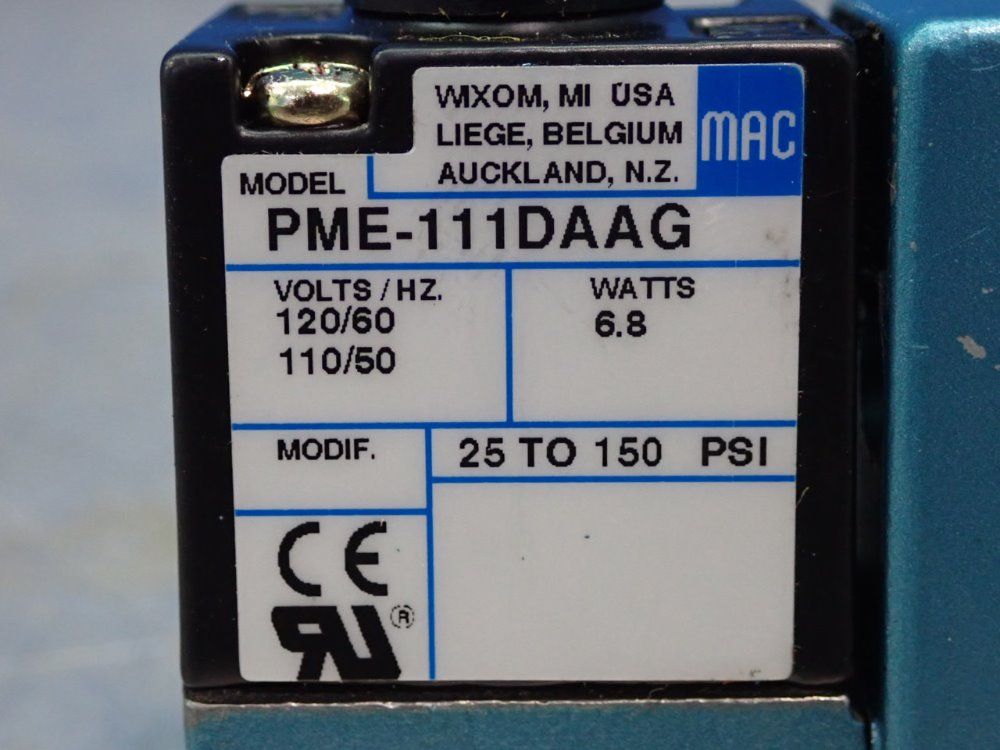 WIXOM, MI USA
LIEGE, BELGIUM
AUCKLAND, N.Z.
MAC
MODEL
PME-111DAAG
VOLTS / HZ.
120/60
110/50
WATTS
6.8
MODIF.
25 TO 150 PSI
CE
RU®